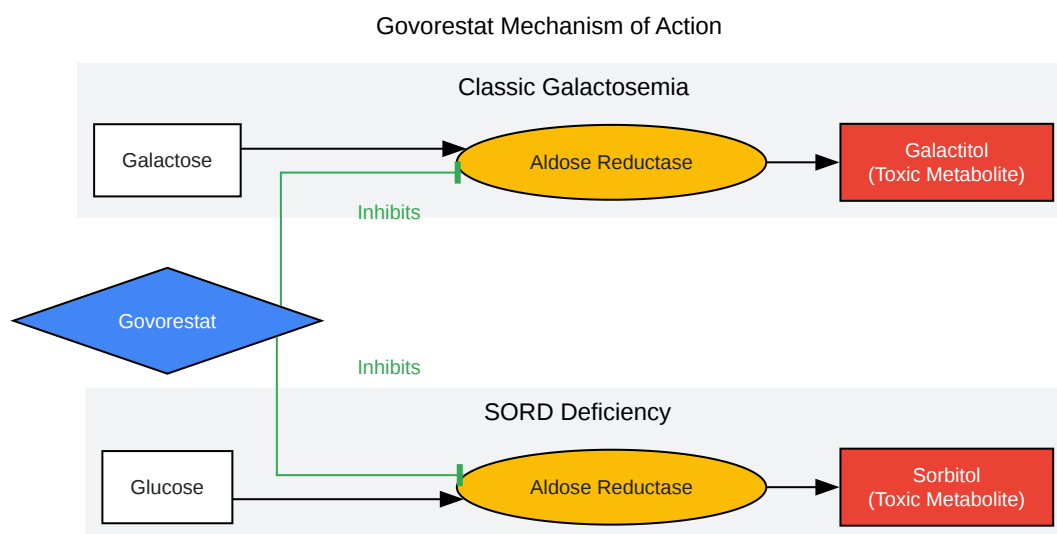 Govorestat Mechanism of Action
Classic Galactosemia
Galactose
Aldose Reductase
Galactitol
(Toxic Metabolite)
Inhibits
Govorestat
Inhibits
SORD Deficiency
Glucose
Aldose Reductase
Sorbitol
(Toxic Metabolite)